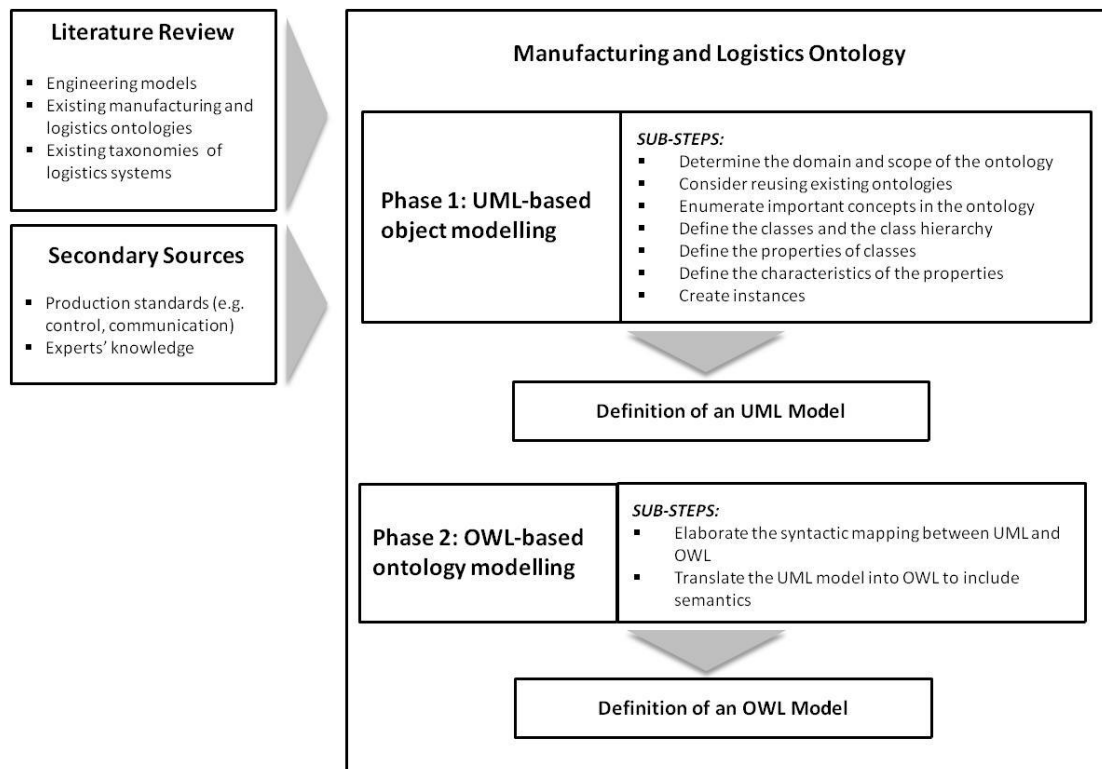 Literature Review
▪ Engineering models
▪ Existing manufacturing and
logistics ontologies
▪ Existing taxonomies of
logistics systems
Secondary Sources
▪ Production standards (e.g.
control, communication)
▪ Experts’ knowledge
Manufacturing and Logistics Ontology
Phase 1: UML-based
object modelling
SUB-STEPS:
▪ Determine the domain and scope of the ontology
▪ Consider reusing existing ontologies
▪ Enumerate important concepts in the ontology
▪ Define the classes and the class hierarchy
▪ Define the properties of classes
▪ Define the characteristics of the properties
▪ Create instances
Definition of an UML Model
Phase 2: OWL-based
ontology modelling
SUB-STEPS:
▪ Elaborate the syntactic mapping between UML and
OWL
▪ Translate the UML model into OWL to include
semantics
Definition of an OWL Model